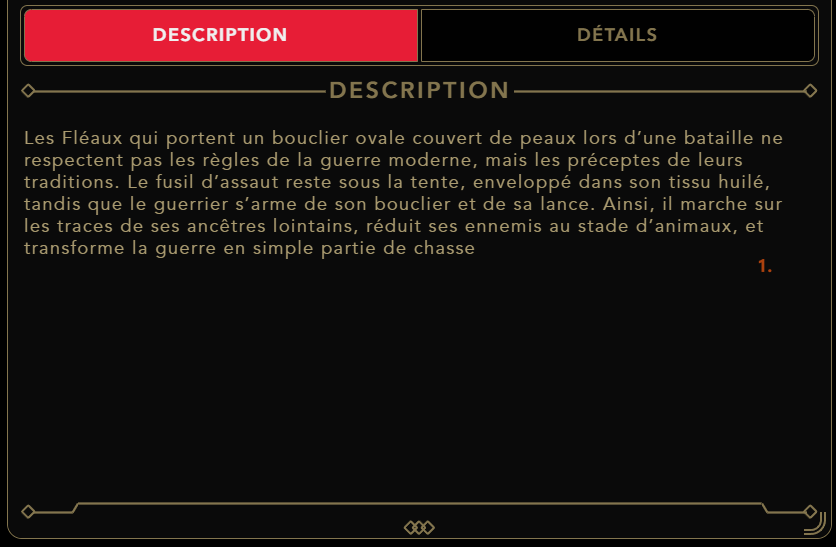 DESCRIPTION
DÉTAILS
DESCRIPTION
Les Fléaux qui portent un bouclier ovale couvert de peaux lors d’une bataille ne
respectent pas les règles de la guerre moderne, mais les préceptes de leurs
traditions. Le fusil d’assaut reste sous la tente, enveloppé dans son tissu huilé,
tandis que le guerrier s’arme de son bouclier et de sa lance. Ainsi, il marche sur
les traces de ses ancêtres lointains, réduit ses ennemis au stade d’animaux, et
transforme la guerre en simple partie de chasse
1.